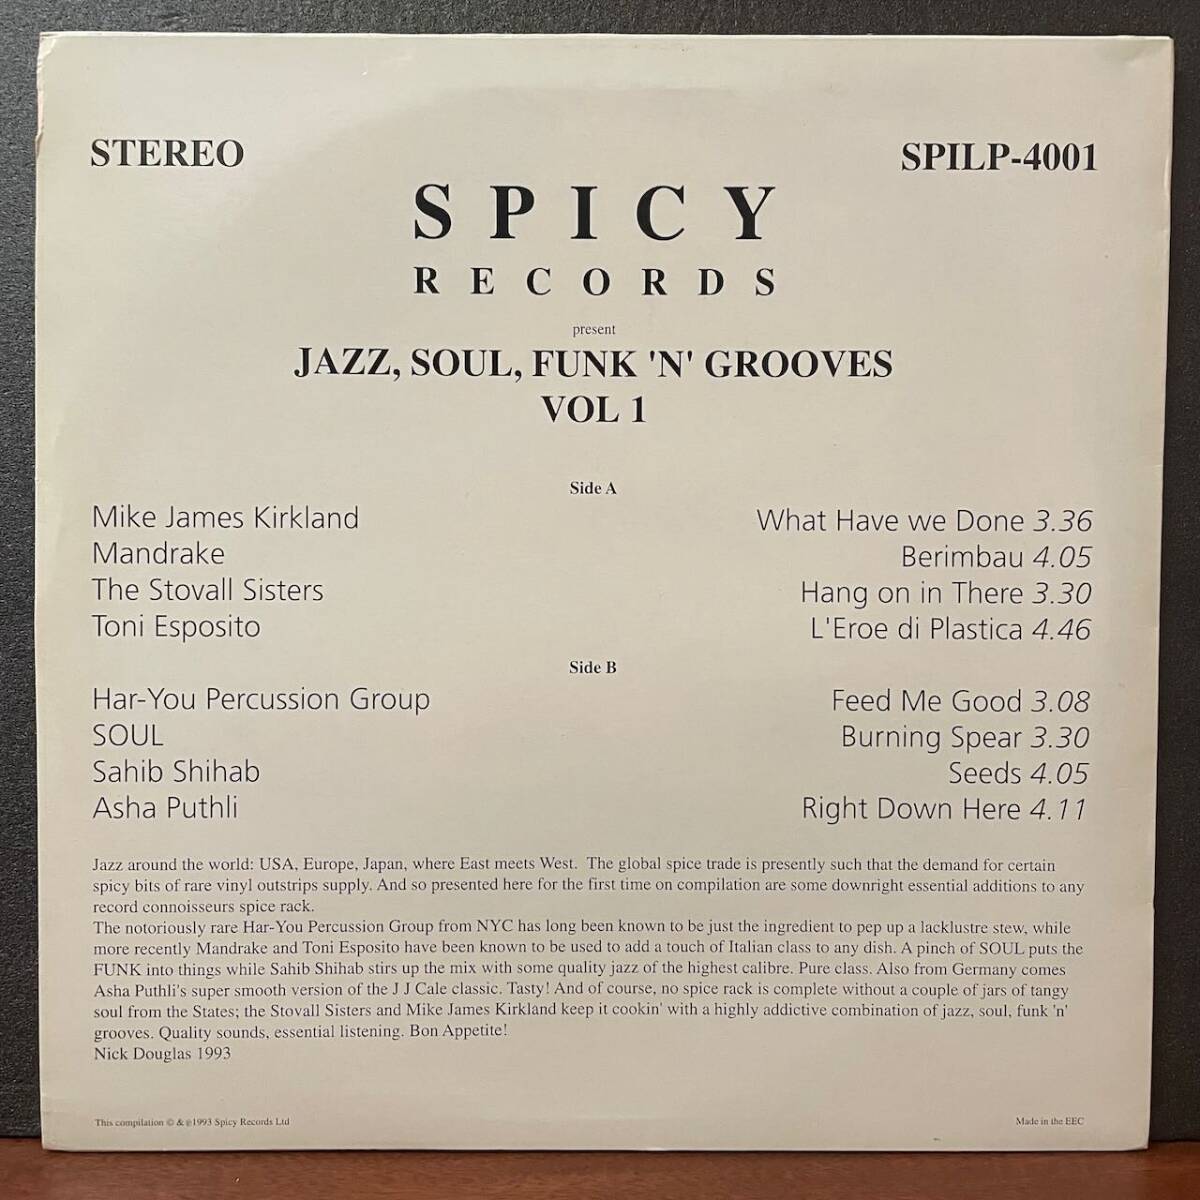 STEREO
SPILP-4001
SPICY
RECORDS
present
JAZZ, SOUL, FUNK 'N' GROOVES
VOL 1
Side A
Mike James Kirkland What Have we Done 3.36
Mandrake Berimbau 4.05
The Stovall Sisters Hang on in There 3.30
Toni Esposito L'Eroe di Plastica 4.46
Side B
Har-You Percussion Group Feed Me Good 3.08
SOUL Burning Spear 3.30
Sahib Shihab Seeds 4.05
Asha Puthli Right Down Here 4.11
Jazz around the world: USA, Europe, Japan, where East meets West. The global spice trade is presently such that the demand for certain
spicy bits of rare vinyl outstrips supply. And so presented here for the first time on compilation are some downright essential additions to any
record connoisseurs spice rack.
The notoriously rare Har-You Percussion Group from NYC has long been known to be just the ingredient to pep up a lacklustre stew, while
more recently Mandrake and Toni Esposito have been known to be used to add a touch of Italian class to any dish. A pinch of SOUL puts the
FUNK into things while Sahib Shihab stirs up the mix with some quality jazz of the highest calibre. Pure class. Also from Germany comes
Asha Puthli's super smooth version of the J J Cale classic. Tasty! And of course, no spice rack is complete without a couple of jars of tangy
soul from the States; the Stovall Sisters and Mike James Kirkland keep it cookin' with a highly addictive combination of jazz, soul, funk 'n'
grooves. Quality sounds, essential listening. Bon Appetite!
Nick Douglas 1993
This compilation © & ℗1993 Spicy Records Ltd
Made in the EEC